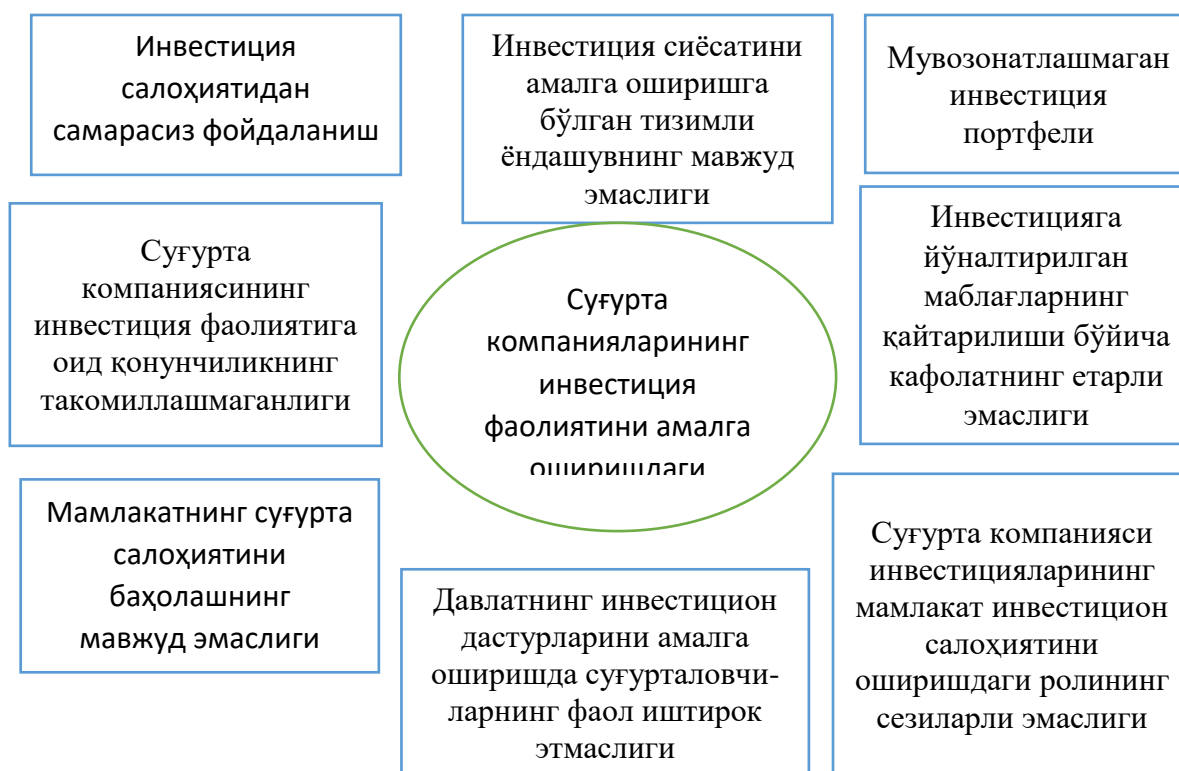 Инвестиция
салоҳиятидан
самарасиз фойдаланиш
Инвестиция сиёсатини
амалга оширишга
бўлган тизимли
ёндашувнинг мавжуд
эмаслиги
Мувозонатлашмаган
инвестиция
портфели
Суғурта
компаниясининг
инвестиция фаолиятига
оид қонунчиликнинг
такомиллашмаганлиги
Суғурта
компанияларининг
инвестиция
фаолиятини амалга
оширишдаги
Инвестицияга
йўналтирилган
маблағларнинг
қайтарилиши бўйича
кафолатнинг етарли
эмаслиги
Мамлакатнинг суғурта
салоҳиятини
баҳолашнинг
мавжуд эмаслиги
Давлатнинг инвестицион
дастурларини амалга
оширишда суғурталовчи-
ларнинг фаол иштирок
этмаслиги
Суғурта компанияси
инвестицияларининг
мамлакат инвестицион
салоҳиятини
оширишдаги ролининг
сезиларли эмаслиги